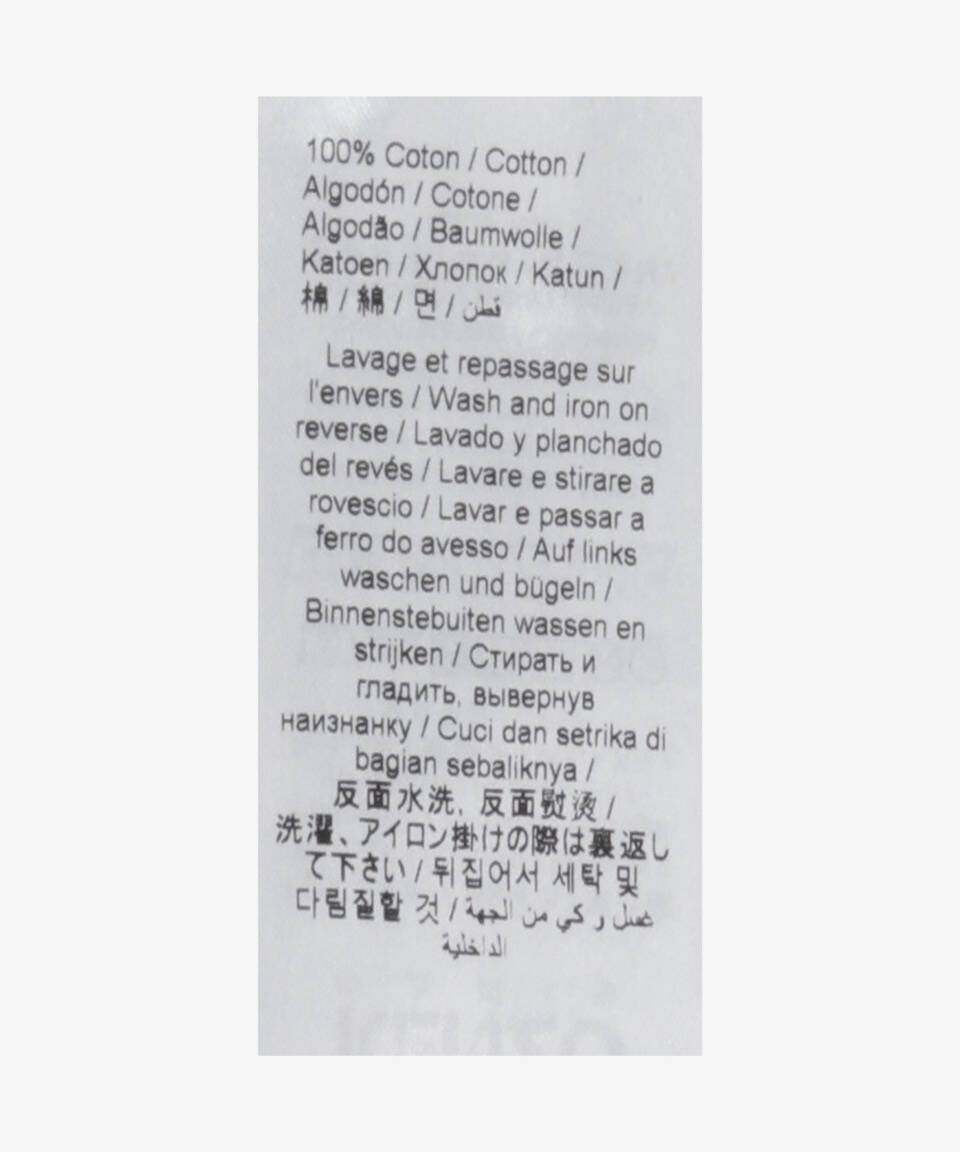 100% Coton / Cotton /
Algodón / Cotone /
Algodão / Baumwolle /
Katoen / Хлопок / Katun /
棉 / 綿 / 면 / قطن
Lavage et repassage sur
l'envers / Wash and iron on
reverse / Lavado y planchado
del revés / Lavare e stirare a
rovescio / Lavar e passar a
ferro do avesso / Auf links
waschen und bügeln /
Binnenstebuiten wassen en
strijken / Стирать и
гладить, вывернув
наизнанку / Cuci dan setrika di
bagian sebaliknya /
反面水洗, 反面熨烫 /
洗濯、アイロン掛けの際は裏返し
て下さい / 뒤집어서 세탁 및
다림질할 것 / غسل و كي من الجهة
الداخلية